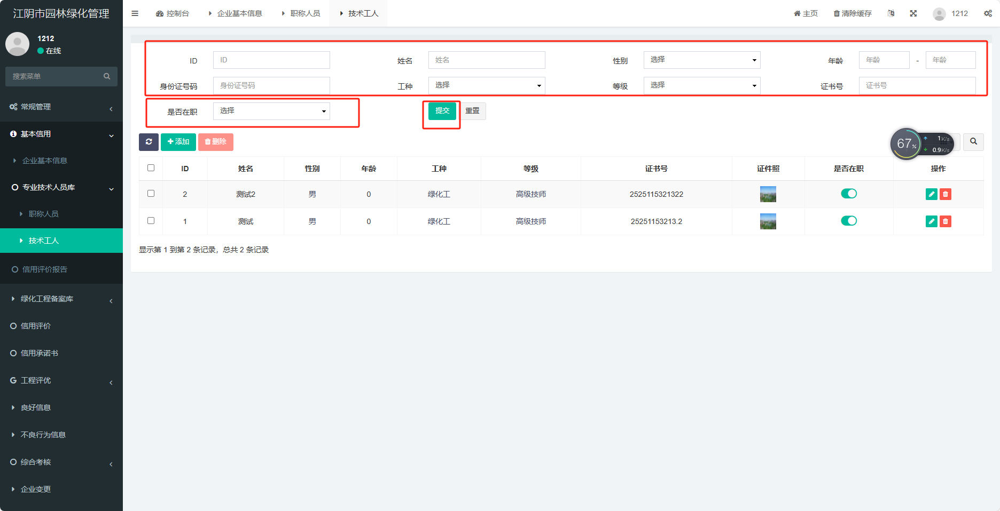 江阴市园林绿化管理
控制台
企业基本信息
职称人员
技术工人
主页
清除缓存
1212
1212
在线
搜索菜单
常规管理
基本信用
企业基本信息
专业技术人员库
职称人员
技术工人
信用评价报告
绿化工程备案库
信用评价
信用承诺书
工程评优
良好信息
不良行为信息
综合考核
企业变更
ID ID 姓名 姓名 性别 选择 年龄 年龄 - 年龄
身份证号码 身份证号码 工种 选择 等级 选择 证书号 证书号
是否在职 选择 提交 重置
添加 删除
67% 1K/s
0.9K/s
ID 姓名 性别 年龄 工种 等级 证书号 证件照 是否在职 操作
2 测试2 男 0 绿化工 高级技师 2525115321322
1 测试 男 0 绿化工 高级技师 25251153213.2
显示第 1 到第 2 条记录，总共 2 条记录